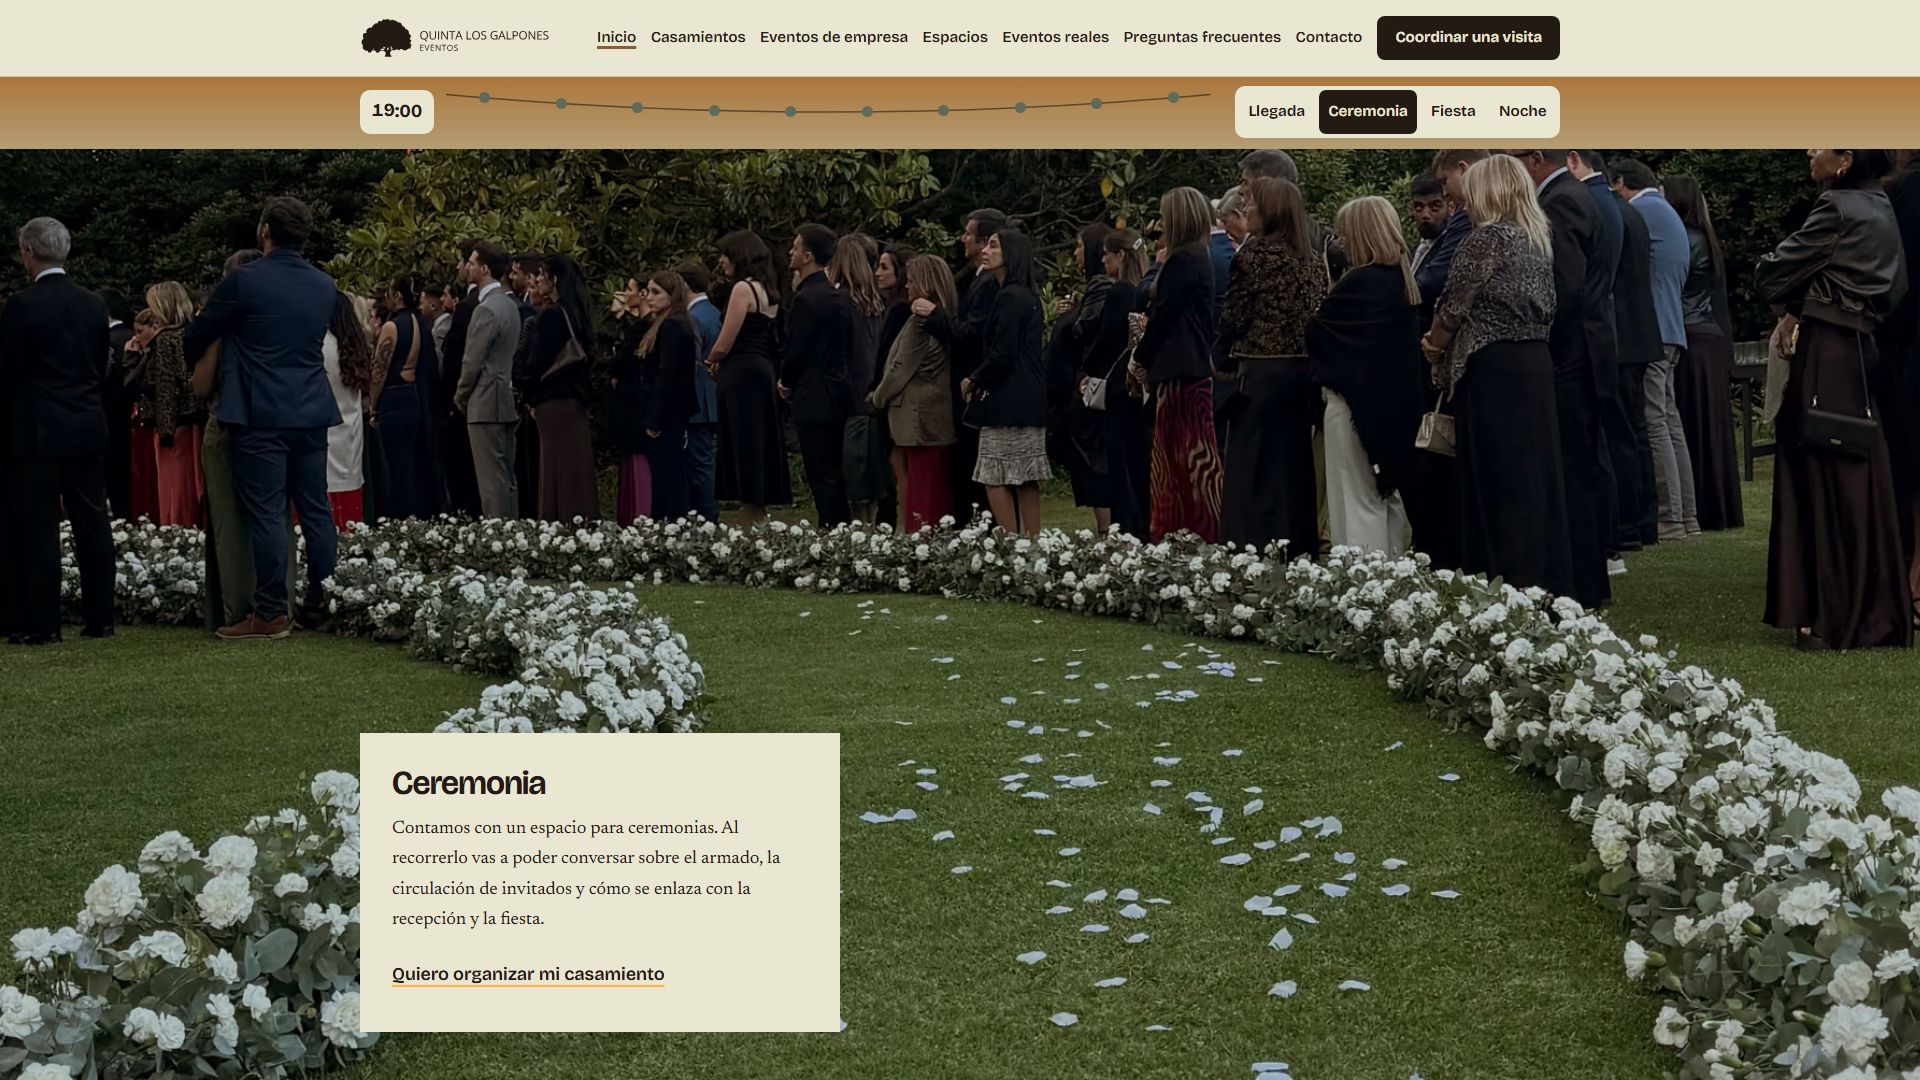 QUINTA LOS GALPONES
EVENTOS
Inicio Casamientos Eventos de empresa Espacios Eventos reales Preguntas frecuentes Contacto Coordinar una visita
19:00 Llegada Ceremonia Fiesta Noche
Ceremonia
Contamos con un espacio para ceremonias. Al
recorrerlo vas a poder conversar sobre el armado, la
circulación de invitados y cómo se enlaza con la
recepción y la fiesta.
Quiero organizar mi casamiento